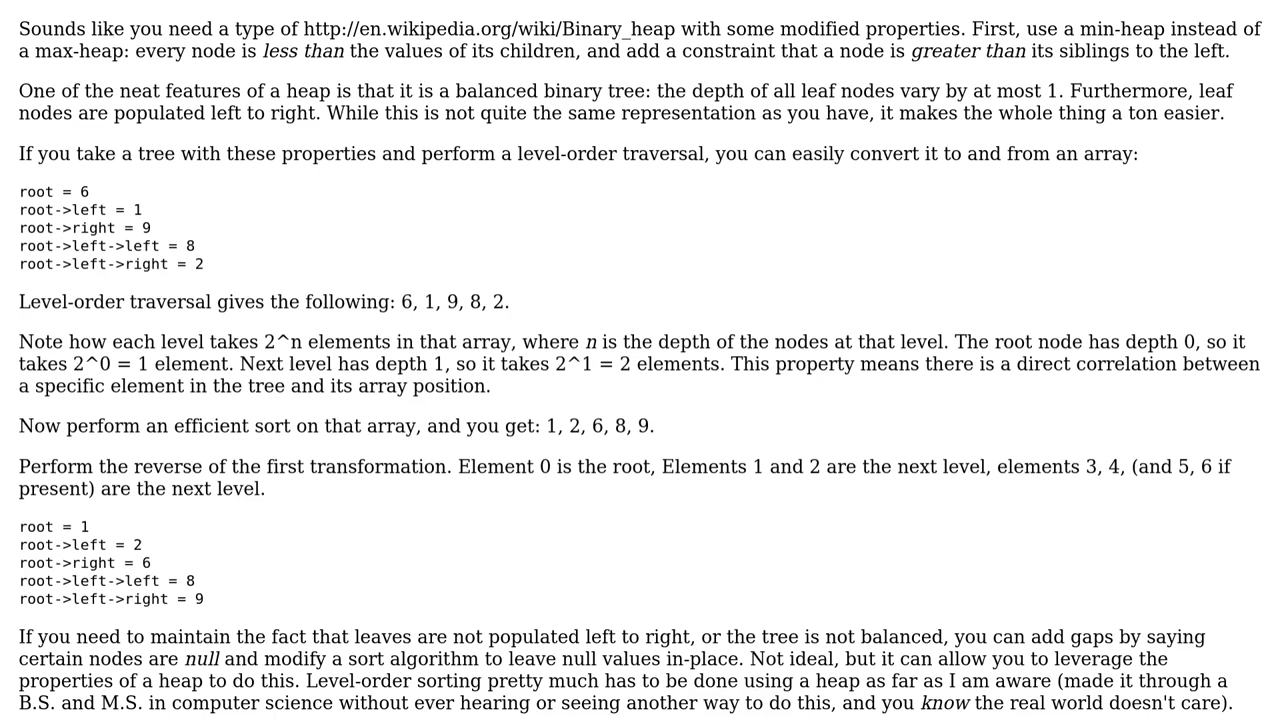 Sounds like you need a type of http://en.wikipedia.org/wiki/Binary_heap with some modified properties. First, use a min-heap instead of
a max-heap: every node is less than the values of its children, and add a constraint that a node is greater than its siblings to the left.
One of the neat features of a heap is that it is a balanced binary tree: the depth of all leaf nodes vary by at most 1. Furthermore, leaf
nodes are populated left to right. While this is not quite the same representation as you have, it makes the whole thing a ton easier.
If you take a tree with these properties and perform a level-order traversal, you can easily convert it to and from an array:
root = 6
root->left = 1
root->right = 9
root->left->left = 8
root->left->right = 2
Level-order traversal gives the following: 6, 1, 9, 8, 2.
Note how each level takes 2^n elements in that array, where n is the depth of the nodes at that level. The root node has depth 0, so it
takes 2^0 = 1 element. Next level has depth 1, so it takes 2^1 = 2 elements. This property means there is a direct correlation between
a specific element in the tree and its array position.
Now perform an efficient sort on that array, and you get: 1, 2, 6, 8, 9.
Perform the reverse of the first transformation. Element 0 is the root, Elements 1 and 2 are the next level, elements 3, 4, (and 5, 6 if
present) are the next level.
root = 1
root->left = 2
root->right = 6
root->left->left = 8
root->left->right = 9
If you need to maintain the fact that leaves are not populated left to right, or the tree is not balanced, you can add gaps by saying
certain nodes are null and modify a sort algorithm to leave null values in-place. Not ideal, but it can allow you to leverage the
properties of a heap to do this. Level-order sorting pretty much has to be done using a heap as far as I am aware (made it through a
B.S. and M.S. in computer science without ever hearing or seeing another way to do this, and you know the real world doesn't care).